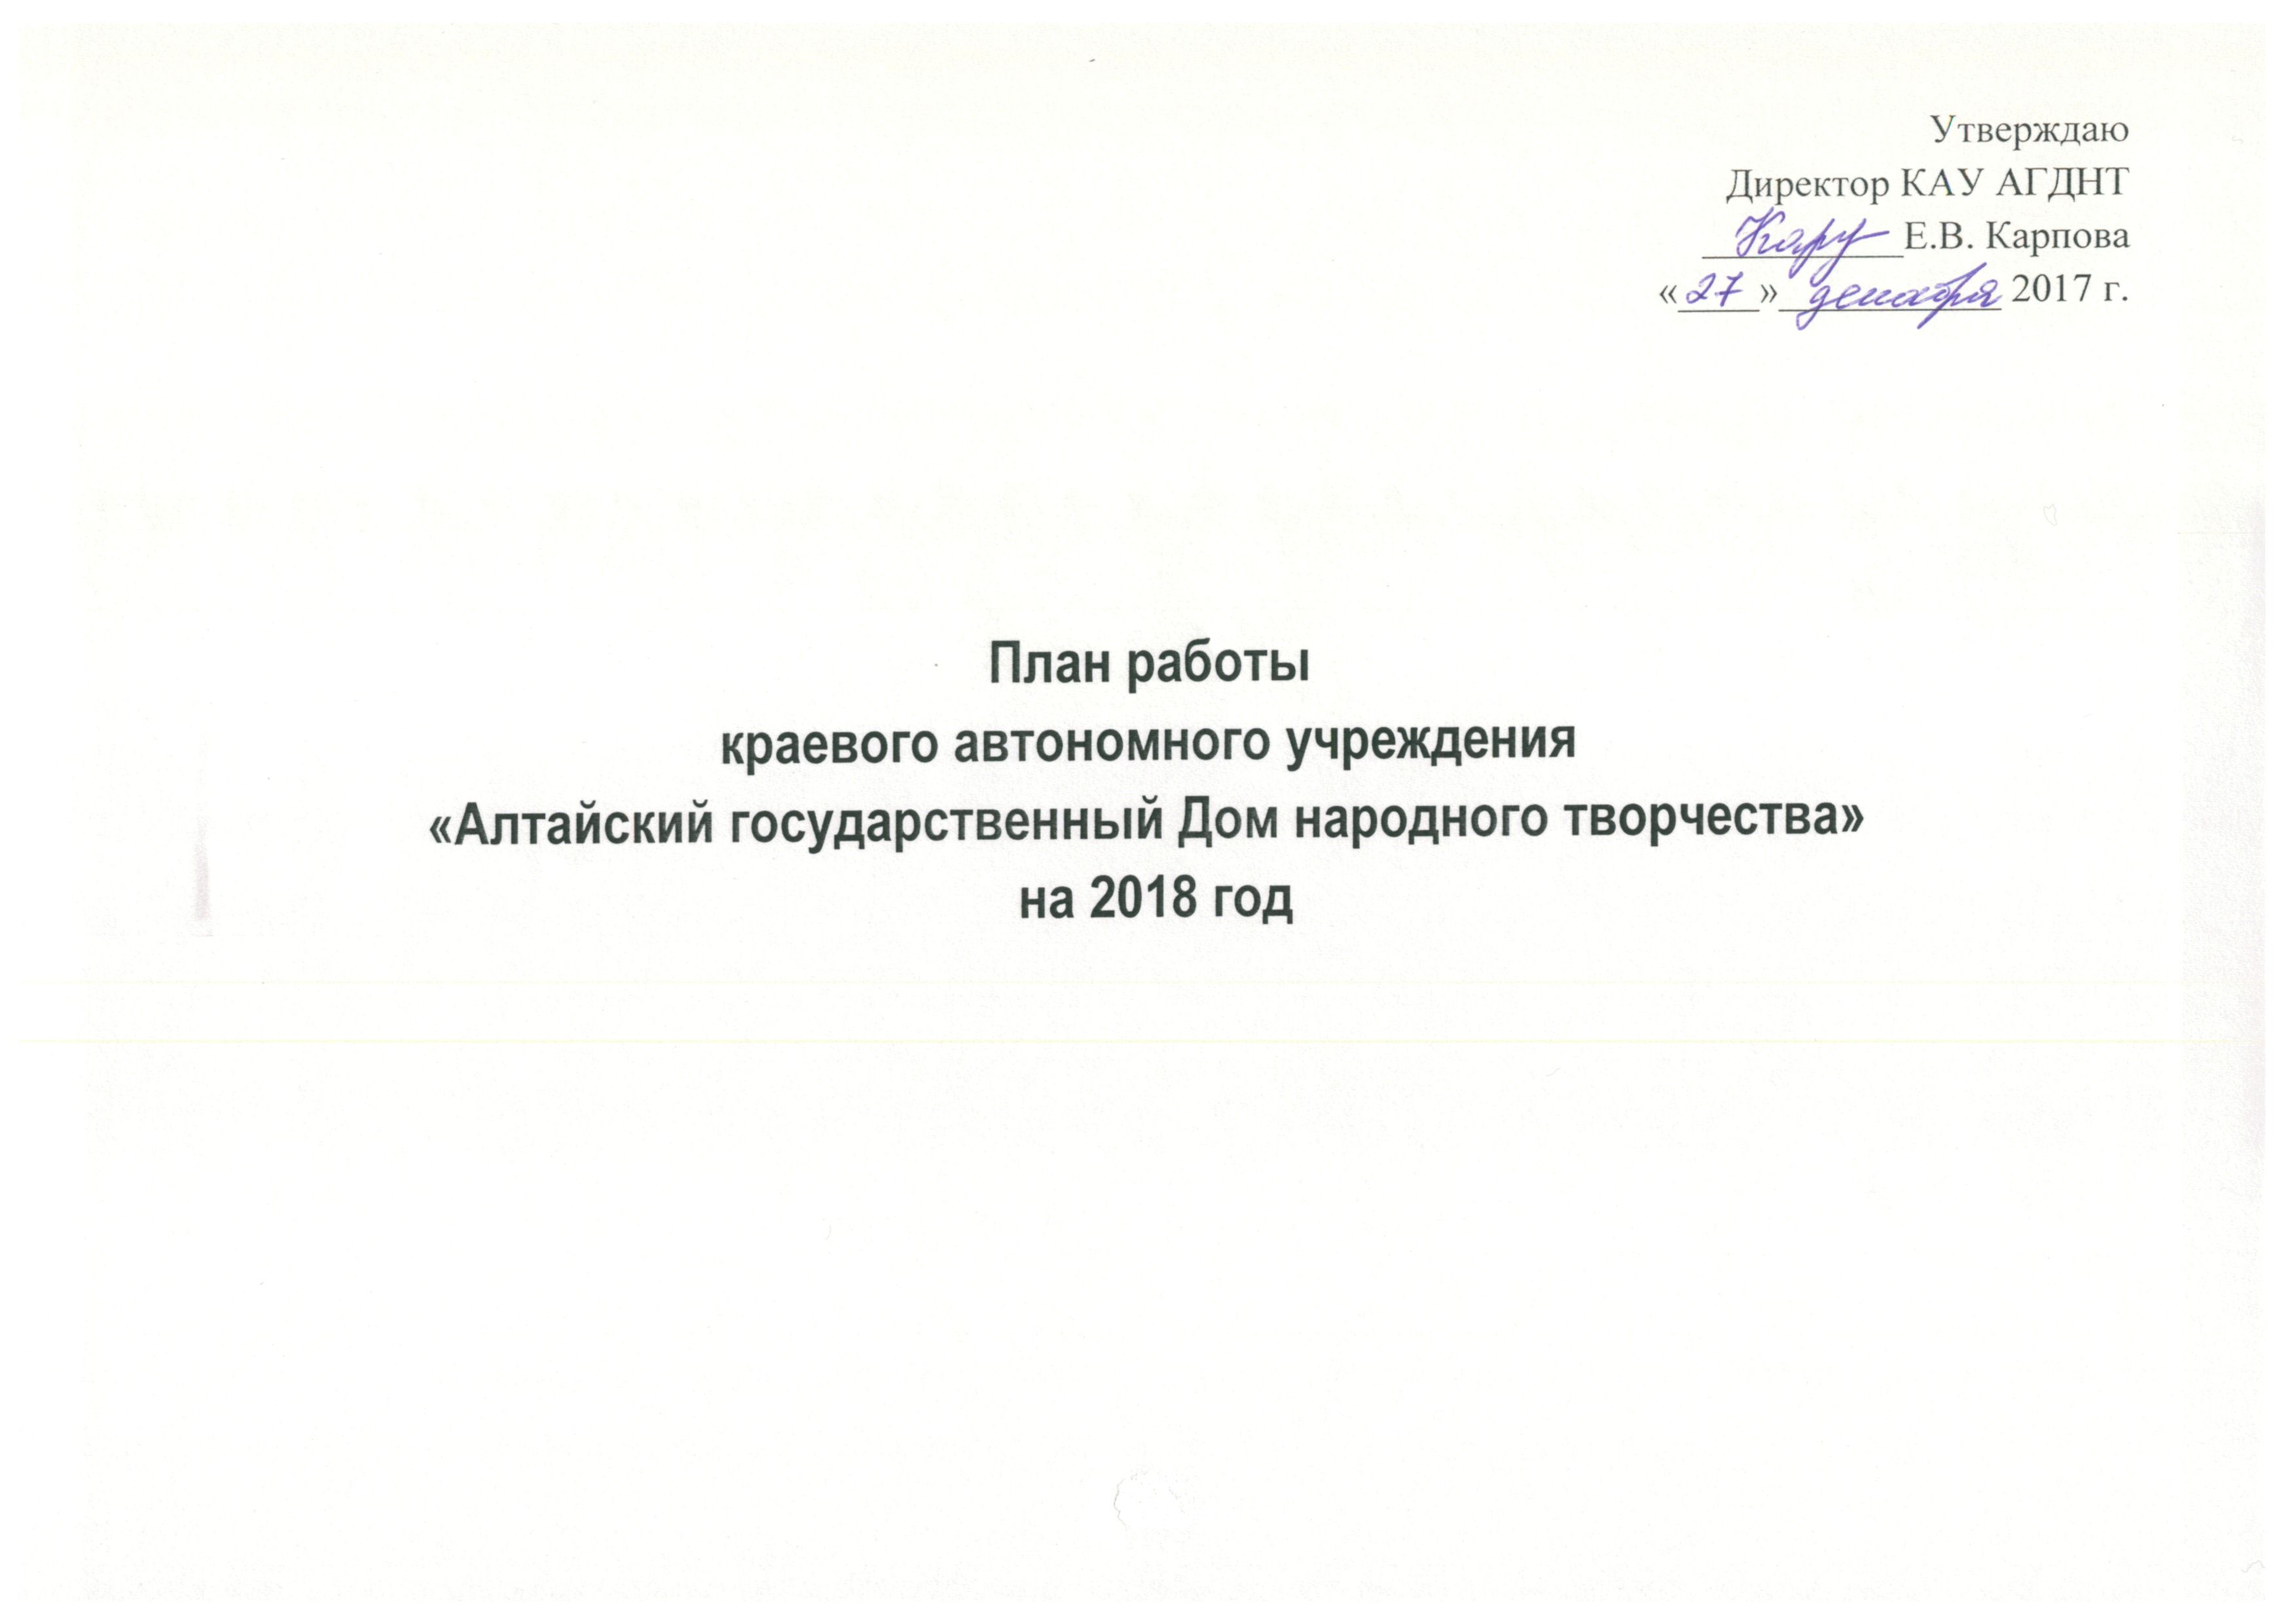 Утверждаю
Директор КАУ АГДНТ
Е.В. Карпова
«27» декабря 2017 г.
План работы
краевого автономного учреждения
«Алтайский государственный Дом народного творчества»
на 2018 год